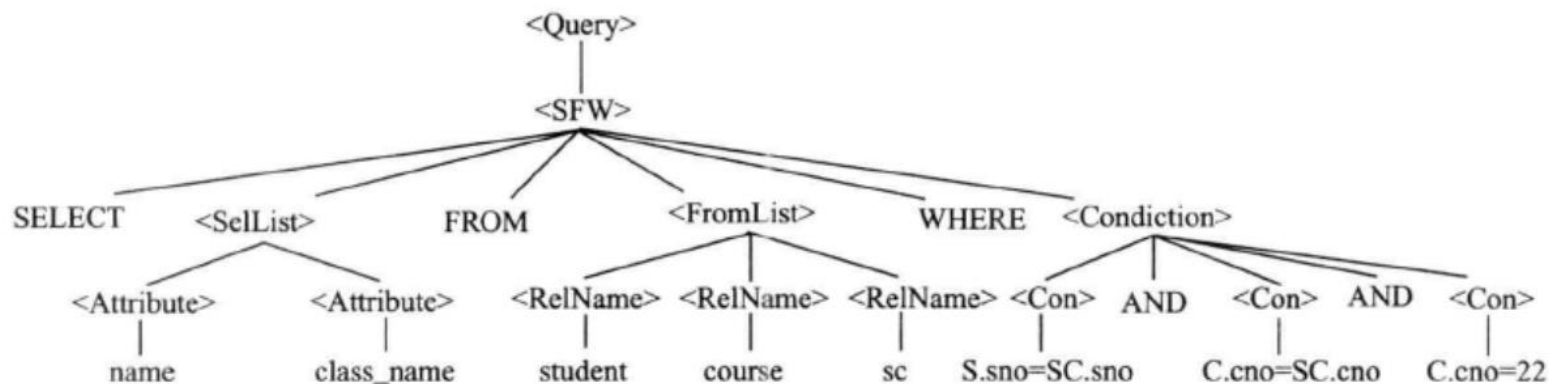 <Query>
<SFW>
SELECT <SelList> FROM <FromList> WHERE <Condiction>
<Attribute> <Attribute> <RelName> <RelName> <RelName> <Con> AND <Con> AND <Con>
name class_name student course sc S.sno=SC.sno C.cno=SC.cno C.cno=22